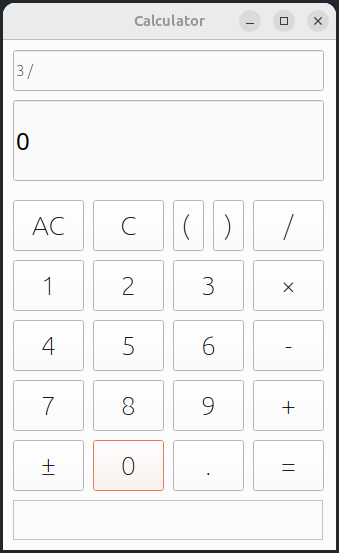 Calculator
3 /
0
AC C ( ) /
1 2 3 ×
4 5 6 -
7 8 9 +
± 0 . =